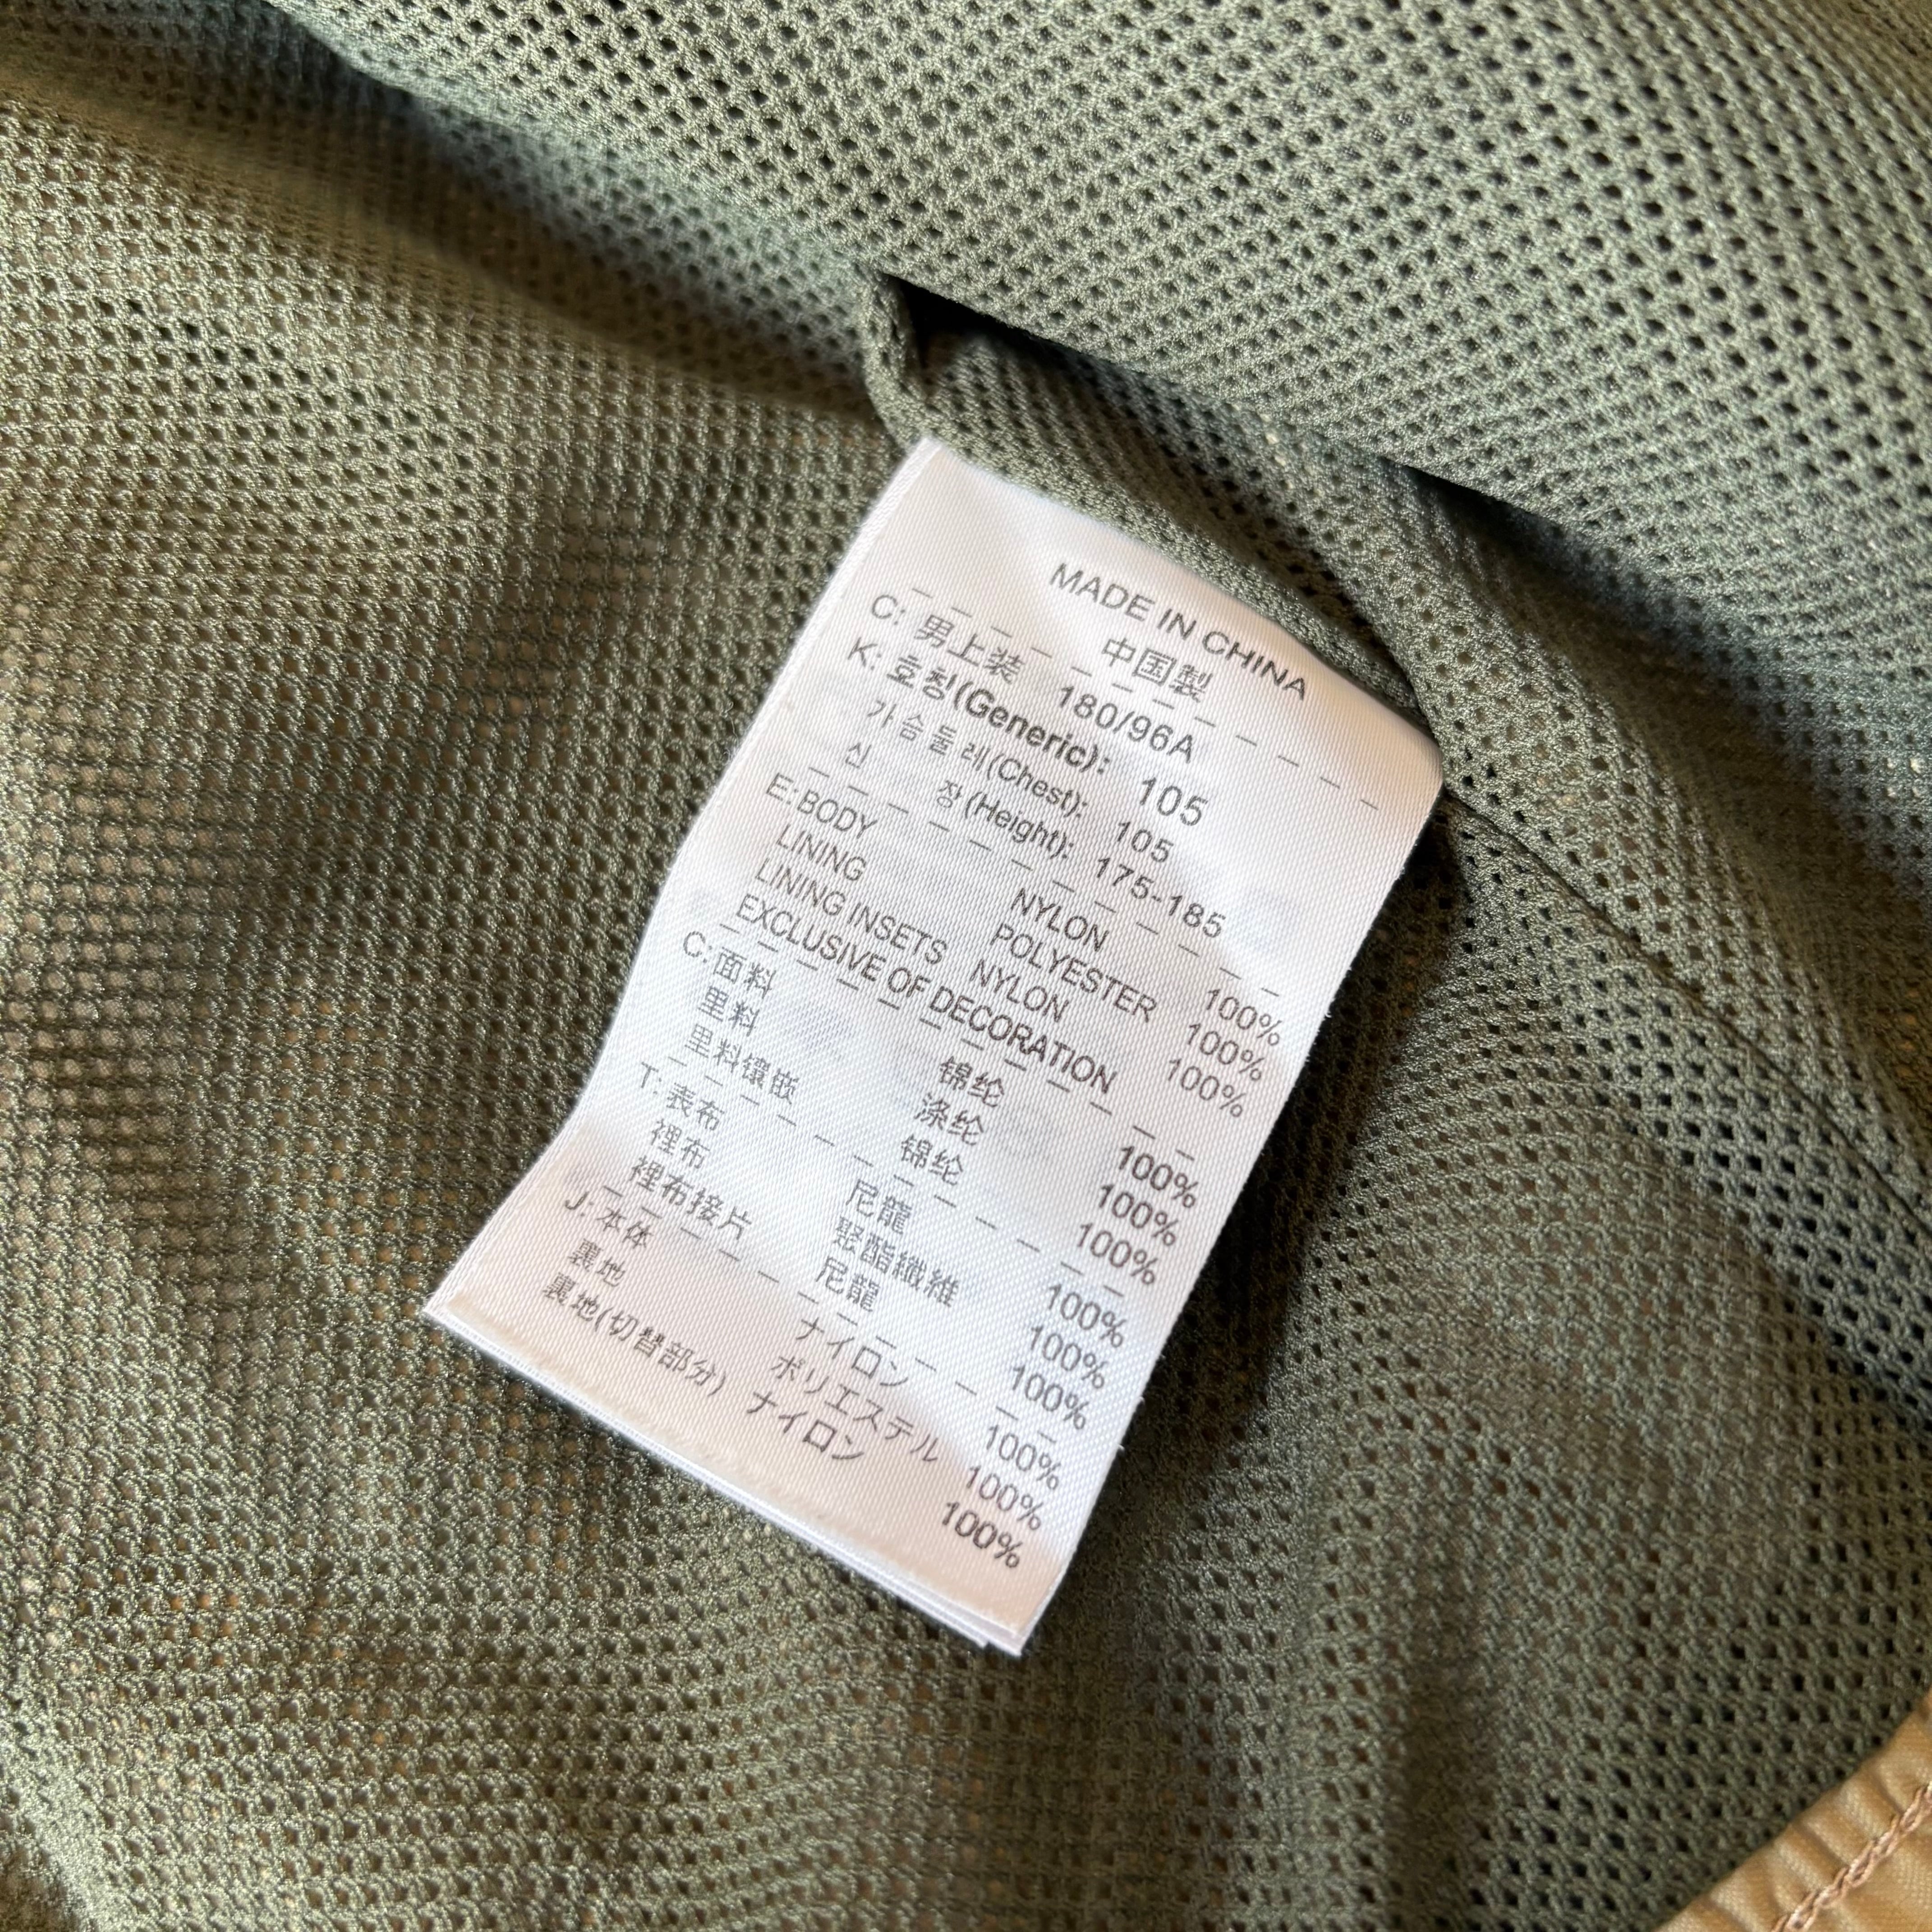 MADE IN CHINA
中国製
C: 男上装 180/96A
K: 호칭(Generic): 105
가슴둘레(Chest): 105
신 장(Height): 175-185
E: BODY NYLON 100%
LINING POLYESTER 100%
LINING INSETS NYLON 100%
EXCLUSIVE OF DECORATION
C: 面料 锦纶 100%
里料 涤纶 100%
里料镶嵌 锦纶 100%
T: 表布 尼龍 100%
裡布 聚酯纖維 100%
裡布接片 尼龍 100%
J: 本体 ナイロン 100%
裏地 ポリエステル 100%
裏地(切替部分) ナイロン 100%